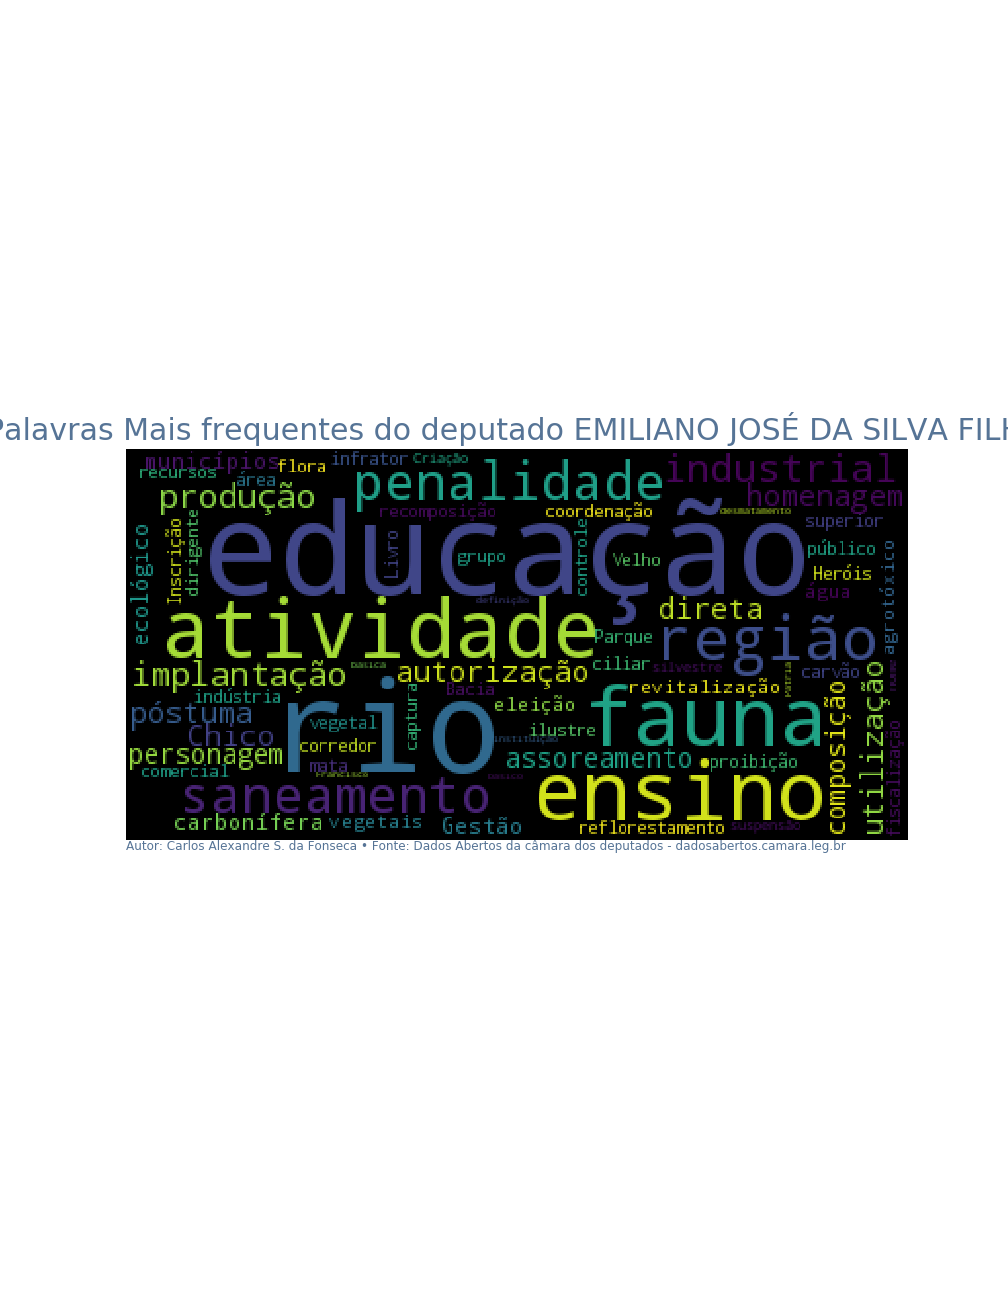 Palavras Mais frequentes do deputado EMILIANO JOSÉ DA SILVA FILH
municípios
recursos
flora
área
infrator
Criação
penalidade
industrial
homenagem
produção
recomposição
coordenação
desmatamento
superior
educação
ecológico
Inscrição
dirigente
Livro
grupo
controle
Velho
público
Heróis
água
agrotóxico
definição
atividade
direta
região
Parque
ciliar
silvestre
carvão
Pátria
implantação
básica
autorização
Bacia
revitalização
indústria
póstuma
Chico
vegetal
captura
rio
eleição
ilustre
instituição
fauna
composição
utilização
fiscalização
personagem
corredor
mata
comercial
Francisco
assoreamento
proibição
básico
saneamento
ensino
carbonífera
vegetais
Gestão
reflorestamento
suspensão
Autor: Carlos Alexandre S. da Fonseca • Fonte: Dados Abertos da câmara dos deputados - dadosabertos.camara.leg.br